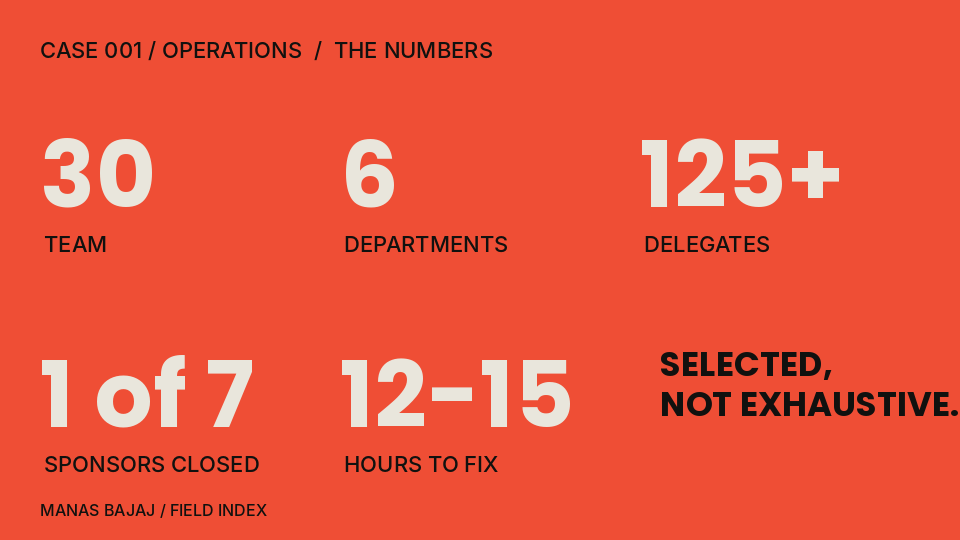 CASE 001 / OPERATIONS / THE NUMBERS
30
TEAM
6
DEPARTMENTS
125+
DELEGATES
1 of 7
SPONSORS CLOSED
12–15
HOURS TO FIX
SELECTED,
NOT EXHAUSTIVE.
MANAS BAJAJ / FIELD INDEX